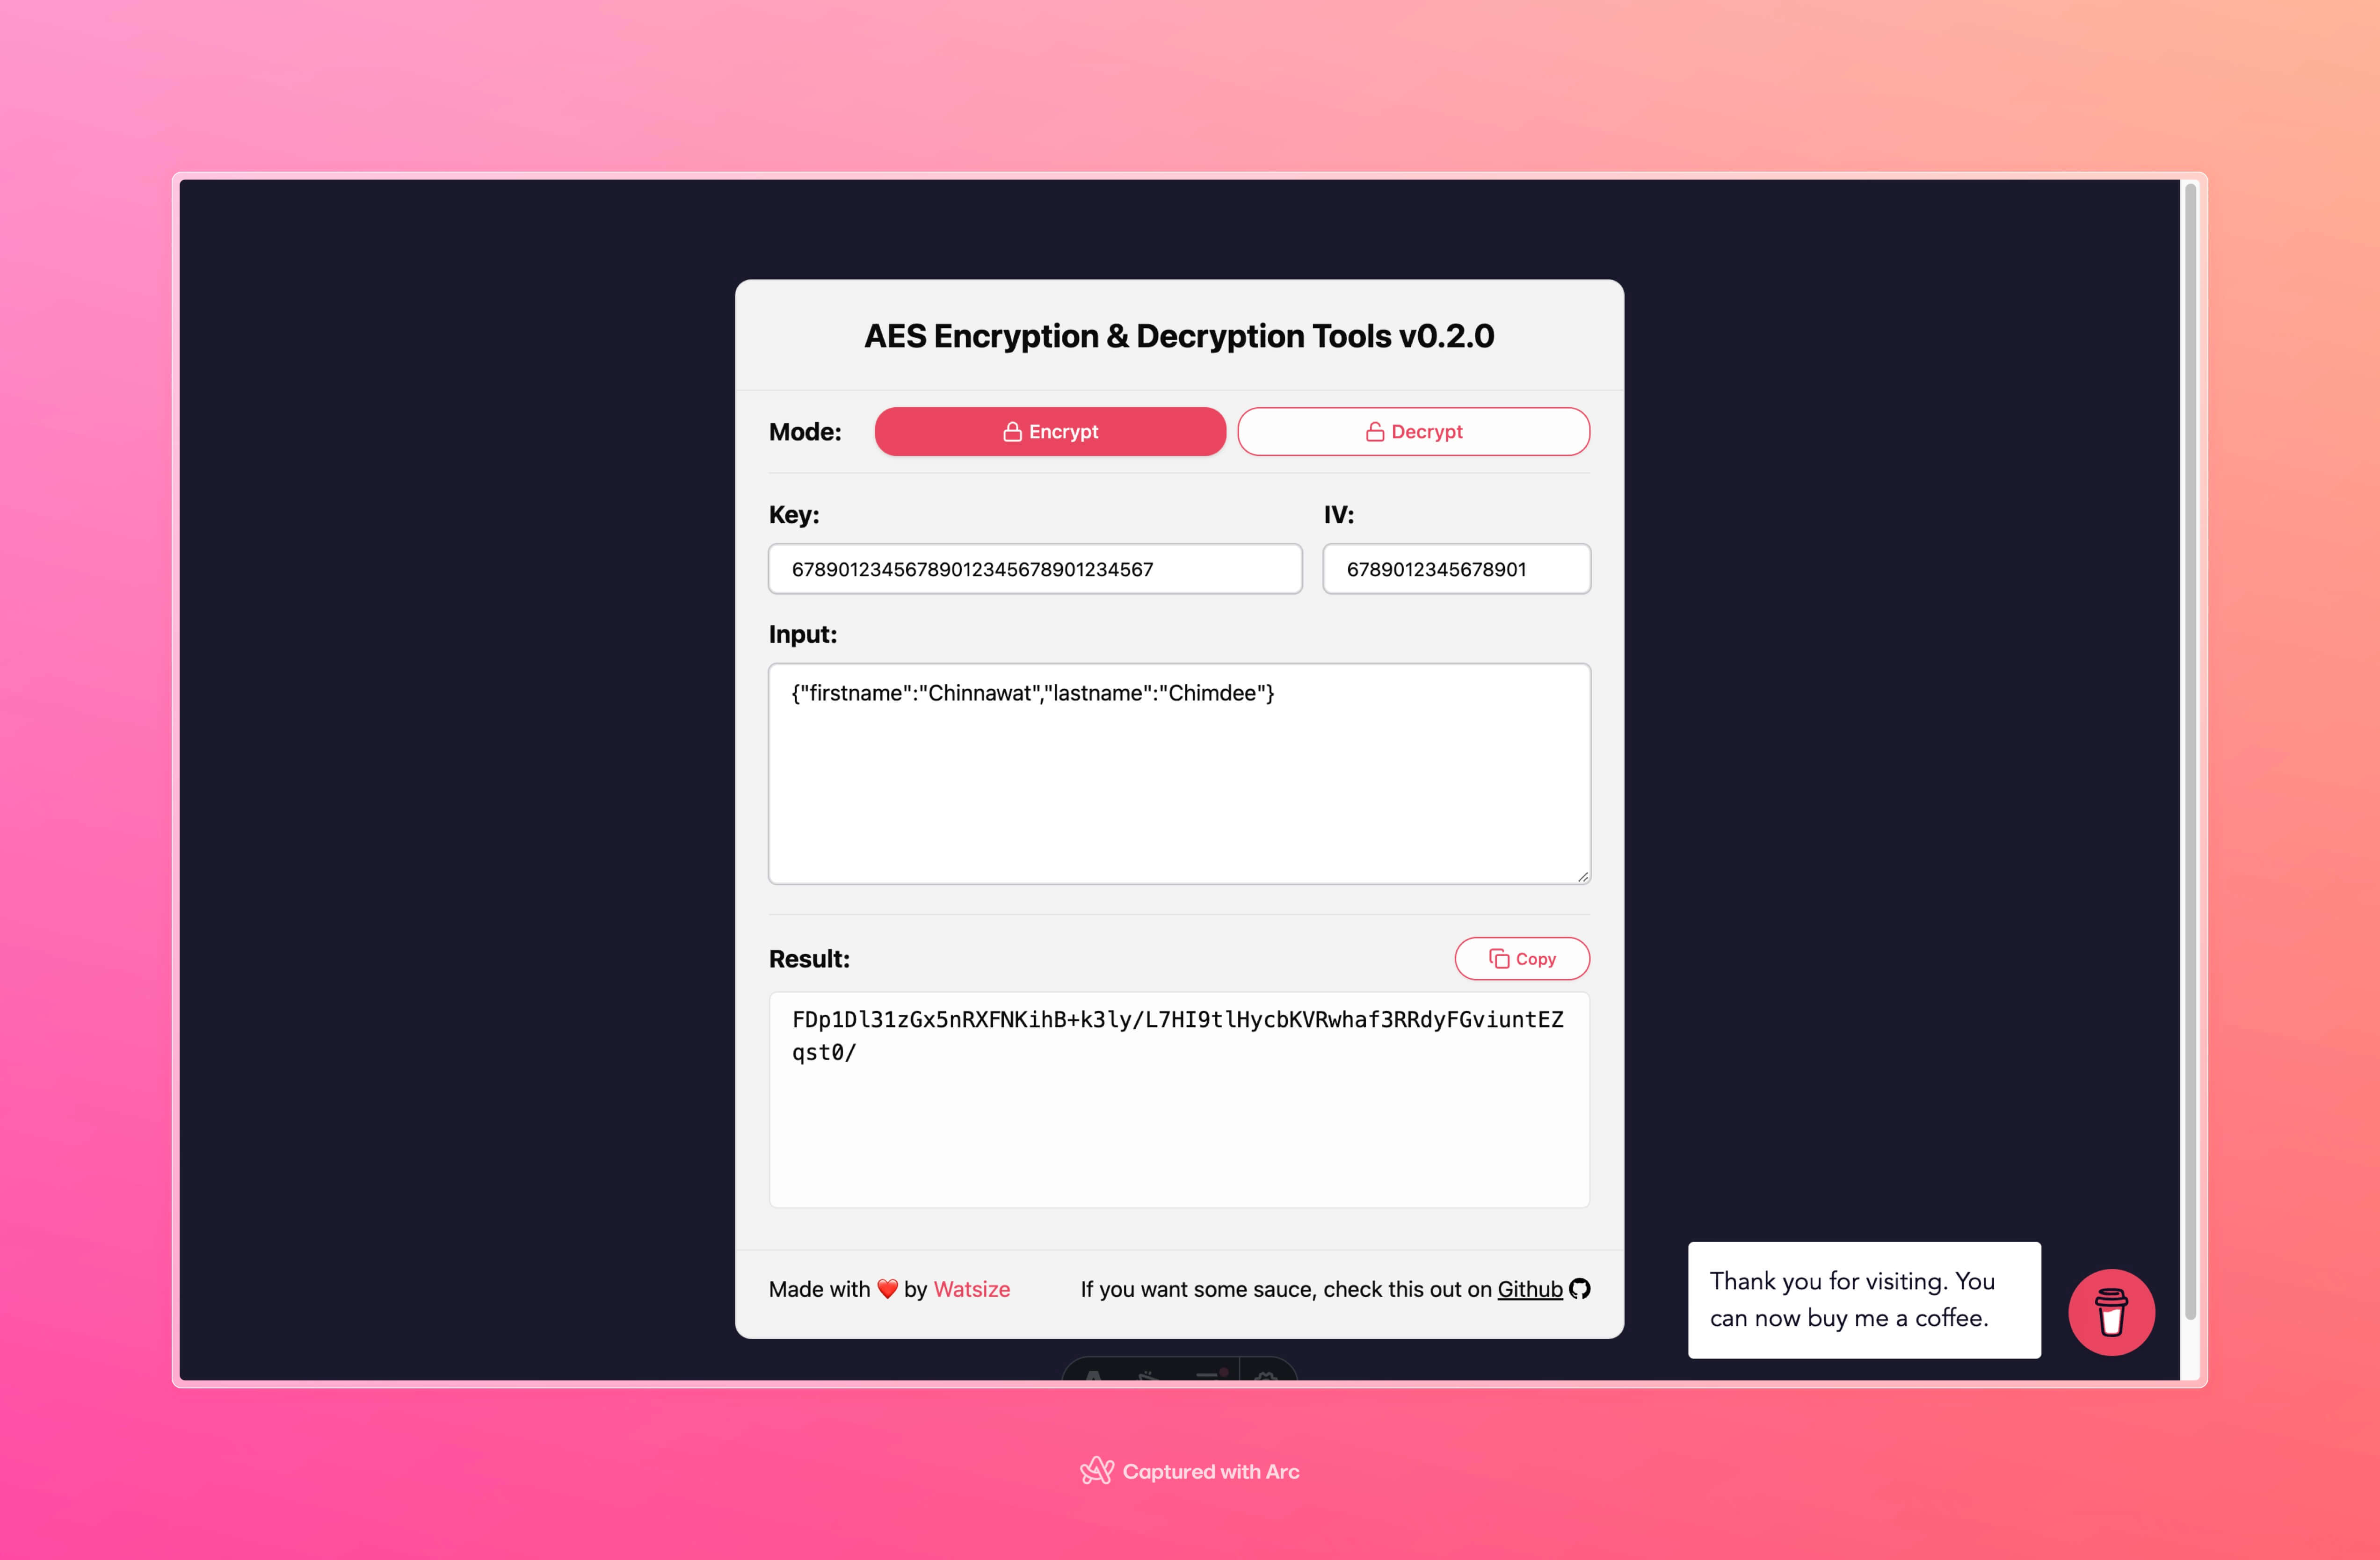 AES Encryption & Decryption Tools v0.2.0
Mode:
Encrypt
Decrypt
Key:
IV:
67890123456789012345678901234567
6789012345678901
Input:
{"firstname":"Chinnawat","lastname":"Chimdee"}
Result:
Copy
FDp1Dl31zGx5nRXFNKihB+k3ly/L7HI9tlHycbKVRwhaf3RRdyFGviuntEZ
qst0/
Made with ❤️ by Watsize
If you want some sauce, check this out on Github
Thank you for visiting. You
can now buy me a coffee.
Captured with Arc